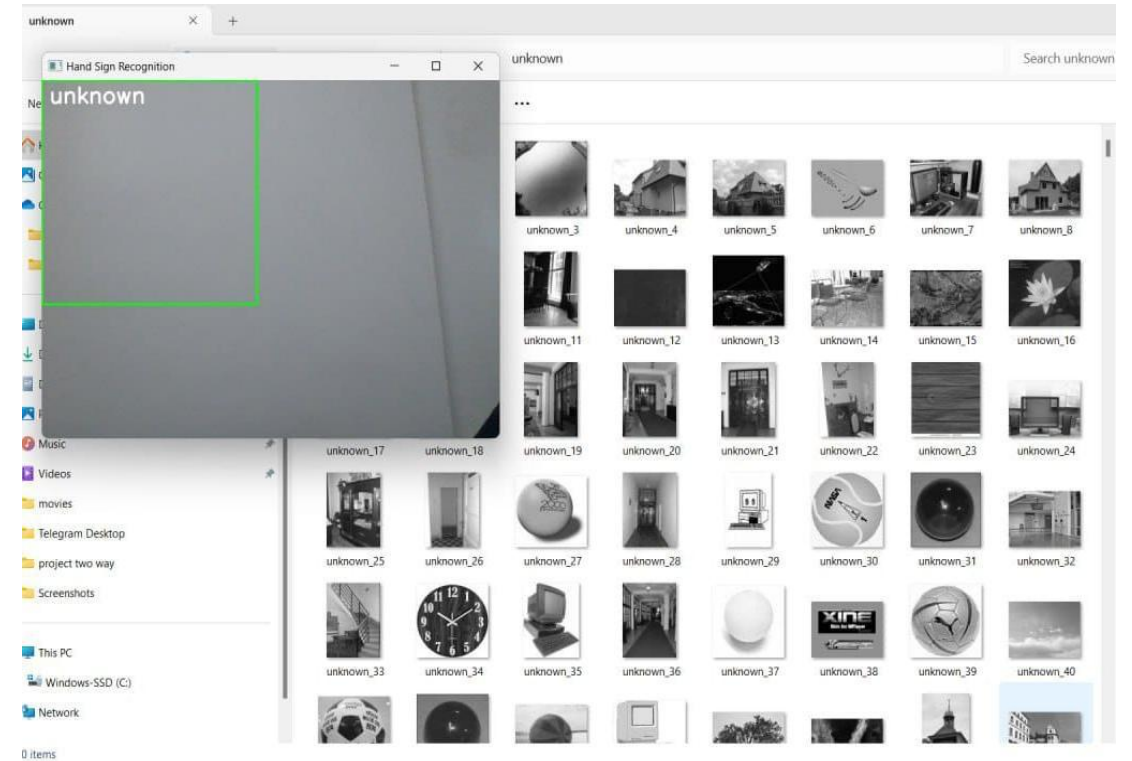 unknown
Hand Sign Recognition
unknown
Search unknown
Ne
unknown
...
unknown_3 unknown_4 unknown_5 unknown_6 unknown_7 unknown_8
unknown_11 unknown_12 unknown_13 unknown_14 unknown_15 unknown_16
Music
unknown_17 unknown_18 unknown_19 unknown_20 unknown_21 unknown_22 unknown_23 unknown_24
Videos
movies
Telegram Desktop
project two way
Screenshots
unknown_25 unknown_26 unknown_27 unknown_28 unknown_29 unknown_30 unknown_31 unknown_32
XINE
unknown_33 unknown_34 unknown_35 unknown_36 unknown_37 unknown_38 unknown_39 unknown_40
This PC
Windows-SSD (C:)
Network
0 items